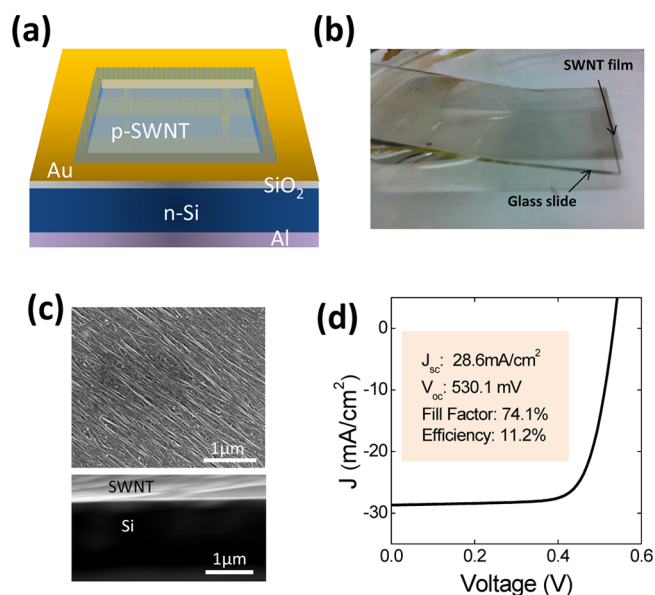 (a)
p-SWNT
Au
SiO₂
n-Si
Al
(b)
SWNT film
Glass slide
(c)
1μm
SWNT
Si
1μm
(d)
J (mA/cm²)
0
-10
-20
-30
J_sc: 28.6mA/cm²
V_oc: 530.1 mV
Fill Factor: 74.1%
Efficiency: 11.2%
0.0 0.2 0.4 0.6
Voltage (V)